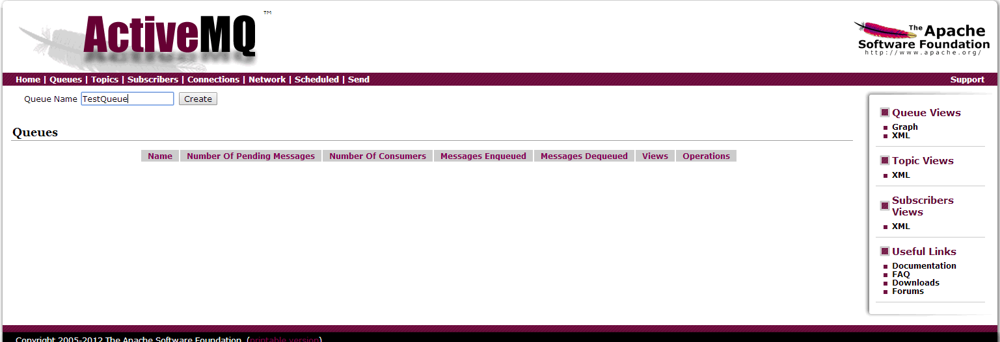 ActiveMQ ™
The Apache
Software Foundation
http://www.apache.org/
Home | Queues | Topics | Subscribers | Connections | Network | Scheduled | Send
Support
Queue Name TestQueue Create
Queues
Name Number Of Pending Messages Number Of Consumers Messages Enqueued Messages Dequeued Views Operations
Queue Views
Graph
XML
Topic Views
XML
Subscribers
Views
XML
Useful Links
Documentation
FAQ
Downloads
Forums
Copyright 2005-2012 The Apache Software Foundation. (printable version)